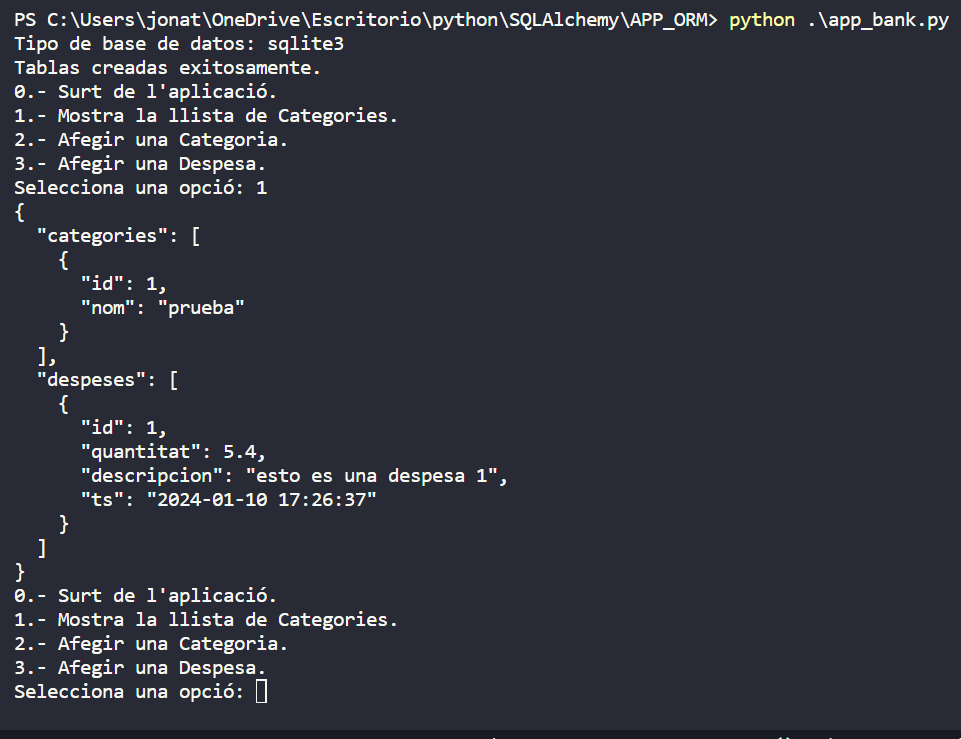 PS C:\Users\jonat\OneDrive\Escritorio\python\SQLAlchemy\APP_ORM> python .\app_bank.py
Tipo de base de datos: sqlite3
Tablas creadas exitosamente.
0.- Surt de l'aplicació.
1.- Mostra la llista de Categories.
2.- Afegir una Categoria.
3.- Afegir una Despesa.
Selecciona una opció: 1
{
  "categories": [
    {
      "id": 1,
      "nom": "prueba"
    }
  ],
  "despeses": [
    {
      "id": 1,
      "quantitat": 5.4,
      "descripcion": "esto es una despesa 1",
      "ts": "2024-01-10 17:26:37"
    }
  ]
}
0.- Surt de l'aplicació.
1.- Mostra la llista de Categories.
2.- Afegir una Categoria.
3.- Afegir una Despesa.
Selecciona una opció: